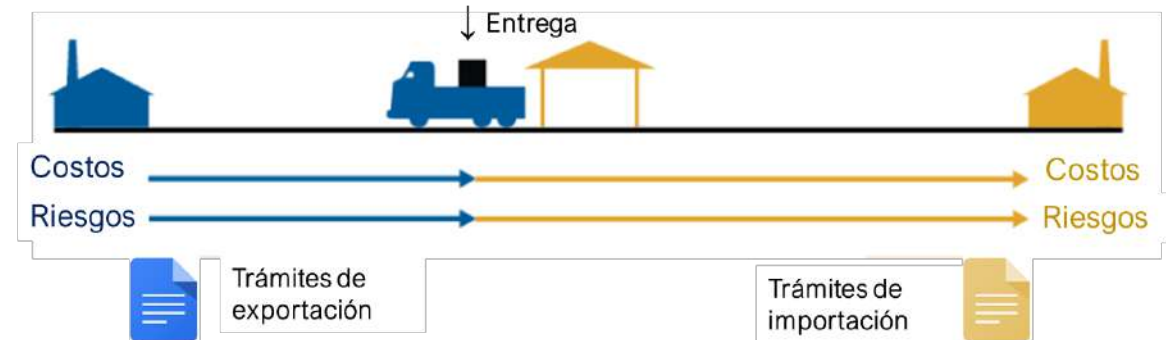 ↓ Entrega
Costos
Costos
Riesgos
Riesgos
Trámites de
exportación
Trámites de
importación